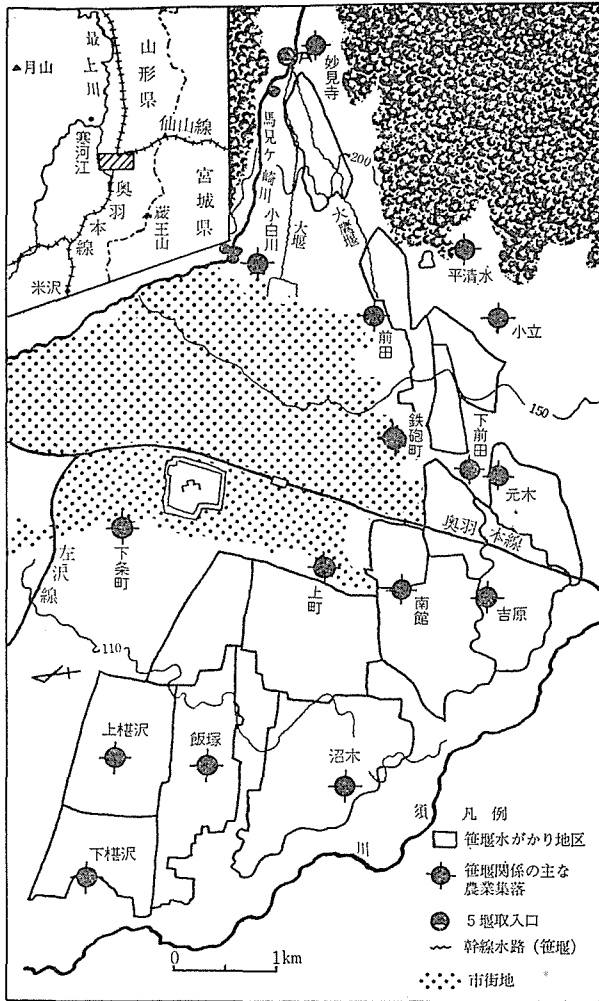 ▲月山
最上川
山形県
仙山線
寒河江
奥羽本線
宮城県
蔵王山
米沢
妙見寺
馬見ヶ崎川
200
小白川
大堰
平清水
小立
前田
150
鉄砲町
下前田
元木
奥羽本線
左沢線
下条町
上町
南館
吉原
110
上椹沢
飯塚
沼木
下椹沢
須川
凡例
笹堰水がかり地区
笹堰関係の主な
農業集落
5堰取入口
幹線水路(笹堰)
市街地
0 1km